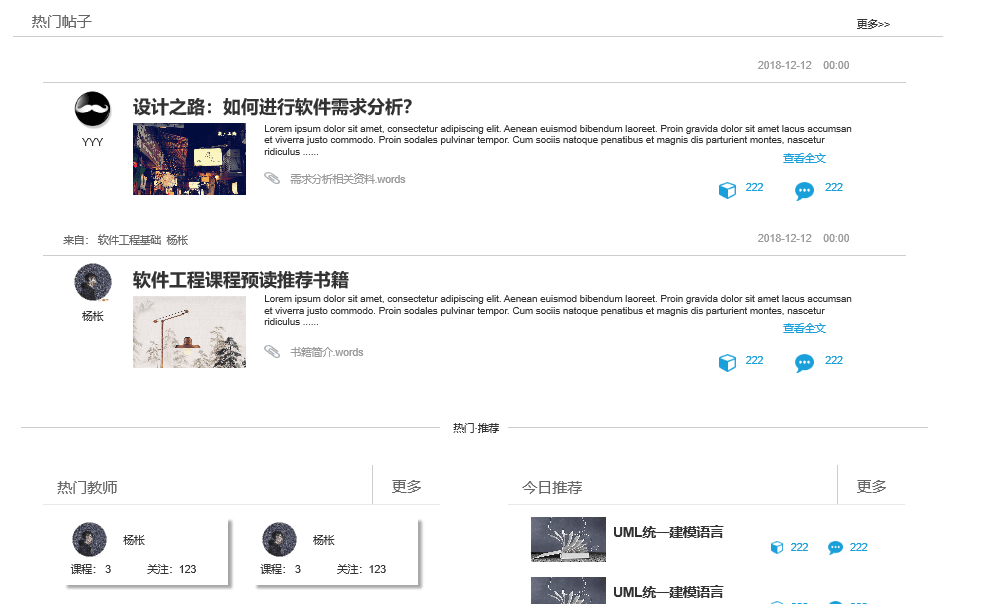 热门帖子
更多>>
2018-12-12 00:00
设计之路：如何进行软件需求分析？
YYY
Lorem ipsum dolor sit amet, consectetur adipiscing elit. Aenean euismod bibendum laoreet. Proin gravida dolor sit amet lacus accumsan
et viverra justo commodo. Proin sodales pulvinar tempor. Cum sociis natoque penatibus et magnis dis parturient montes, nascetur
ridiculus ......
查看全文
需求分析相关资料.words
222 222
来自： 软件工程基础 杨枨
2018-12-12 00:00
软件工程课程预读推荐书籍
杨枨
Lorem ipsum dolor sit amet, consectetur adipiscing elit. Aenean euismod bibendum laoreet. Proin gravida dolor sit amet lacus accumsan
et viverra justo commodo. Proin sodales pulvinar tempor. Cum sociis natoque penatibus et magnis dis parturient montes, nascetur
ridiculus ......
查看全文
书籍简介.words
222 222
热门·推荐
热门教师
更多
杨枨
课程： 3 关注：123
杨枨
课程： 3 关注：123
今日推荐
更多
UML统一建模语言
222 222
UML统一建模语言